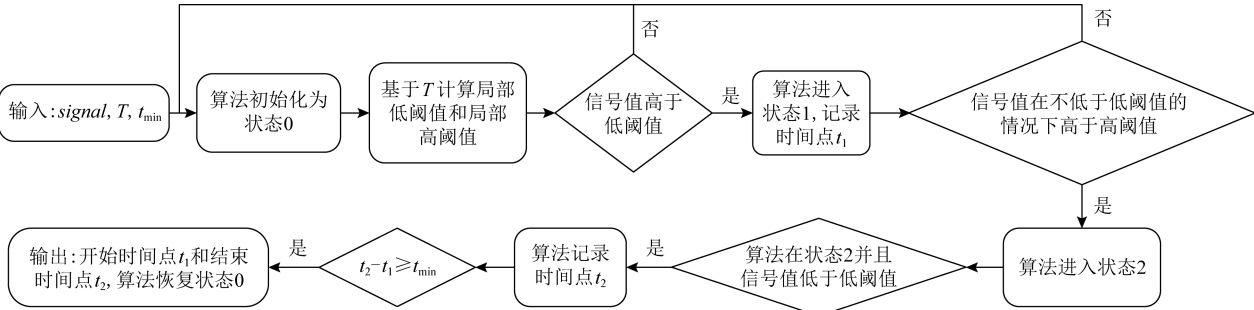 否
否
输入:signal, T, tmin
算法初始化为
状态0
基于T计算局部
低阈值和局部
高阈值
信号值高于
低阈值
是
算法进入
状态1, 记录
时间点t1
信号值在不低于低阈值的
情况下高于高阈值
是
算法进入状态2
算法在状态2并且
信号值低于低阈值
是
算法记录
时间点t2
t2-t1≥tmin
是
输出:开始时间点t1和结束
时间点t2, 算法恢复状态0